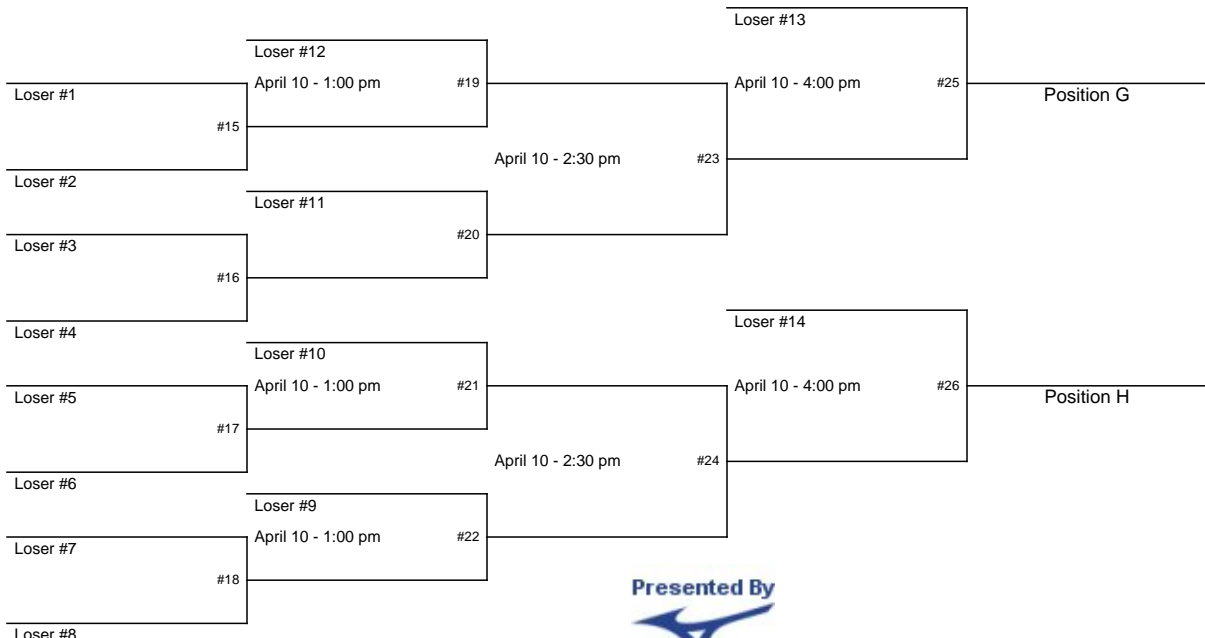 Loser #13
Loser #12
April 10 - 1:00 pm #19
April 10 - 4:00 pm #25
Loser #1
Position G
#15
April 10 - 2:30 pm #23
Loser #2
Loser #11
#20
Loser #3
#16
Loser #14
Loser #4
Loser #10
April 10 - 1:00 pm #21
April 10 - 4:00 pm #26
Loser #5
Position H
#17
April 10 - 2:30 pm #24
Loser #6
Loser #9
April 10 - 1:00 pm #22
Loser #7
#18
Presented By
Loser #8